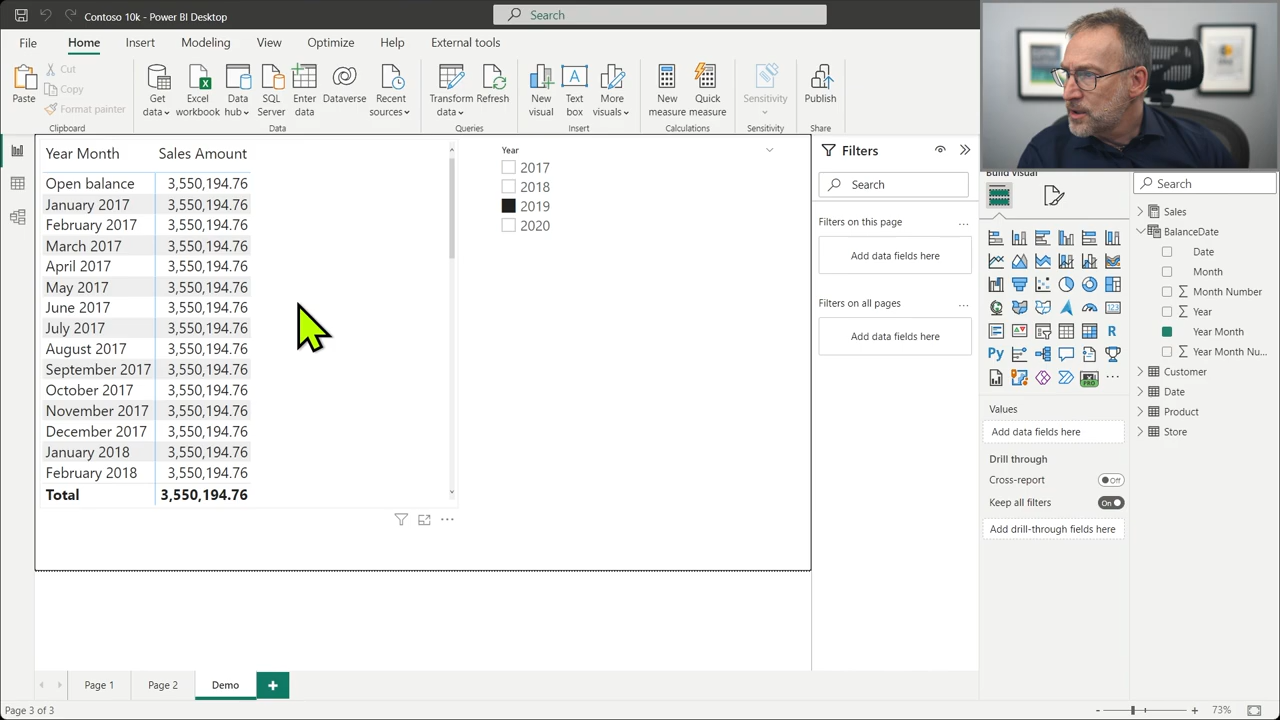 Contoso 10k - Power BI Desktop
Search
File
Home
Insert
Modeling
View
Optimize
Help
External tools
Paste
Cut
Copy
Format painter
Clipboard
Get data
Excel workbook
Data hub
SQL Server
Enter data
Dataverse
Recent sources
Data
Transform data
Refresh
Queries
New visual
Text box
More visuals
Insert
New measure
Quick measure
Calculations
Sensitivity
Sensitivity
Publish
Share
Year Month Sales Amount
Open balance 3,550,194.76
January 2017 3,550,194.76
February 2017 3,550,194.76
March 2017 3,550,194.76
April 2017 3,550,194.76
May 2017 3,550,194.76
June 2017 3,550,194.76
July 2017 3,550,194.76
August 2017 3,550,194.76
September 2017 3,550,194.76
October 2017 3,550,194.76
November 2017 3,550,194.76
December 2017 3,550,194.76
January 2018 3,550,194.76
February 2018 3,550,194.76
Total 3,550,194.76
Year
2017
2018
2019
2020
Filters
Search
Filters on this page
...
Add data fields here
Filters on all pages
...
Add data fields here
Build visual
R
Py
PRO
123
Values
Add data fields here
Drill through
Cross-report
Off
Keep all filters
On
Add drill-through fields here
Search
Sales
BalanceDate
Date
Month
Month Number
Year
Year Month
Year Month Nu...
Customer
Date
Product
Store
Page 1
Page 2
Demo
+
Page 3 of 3
- + 73%